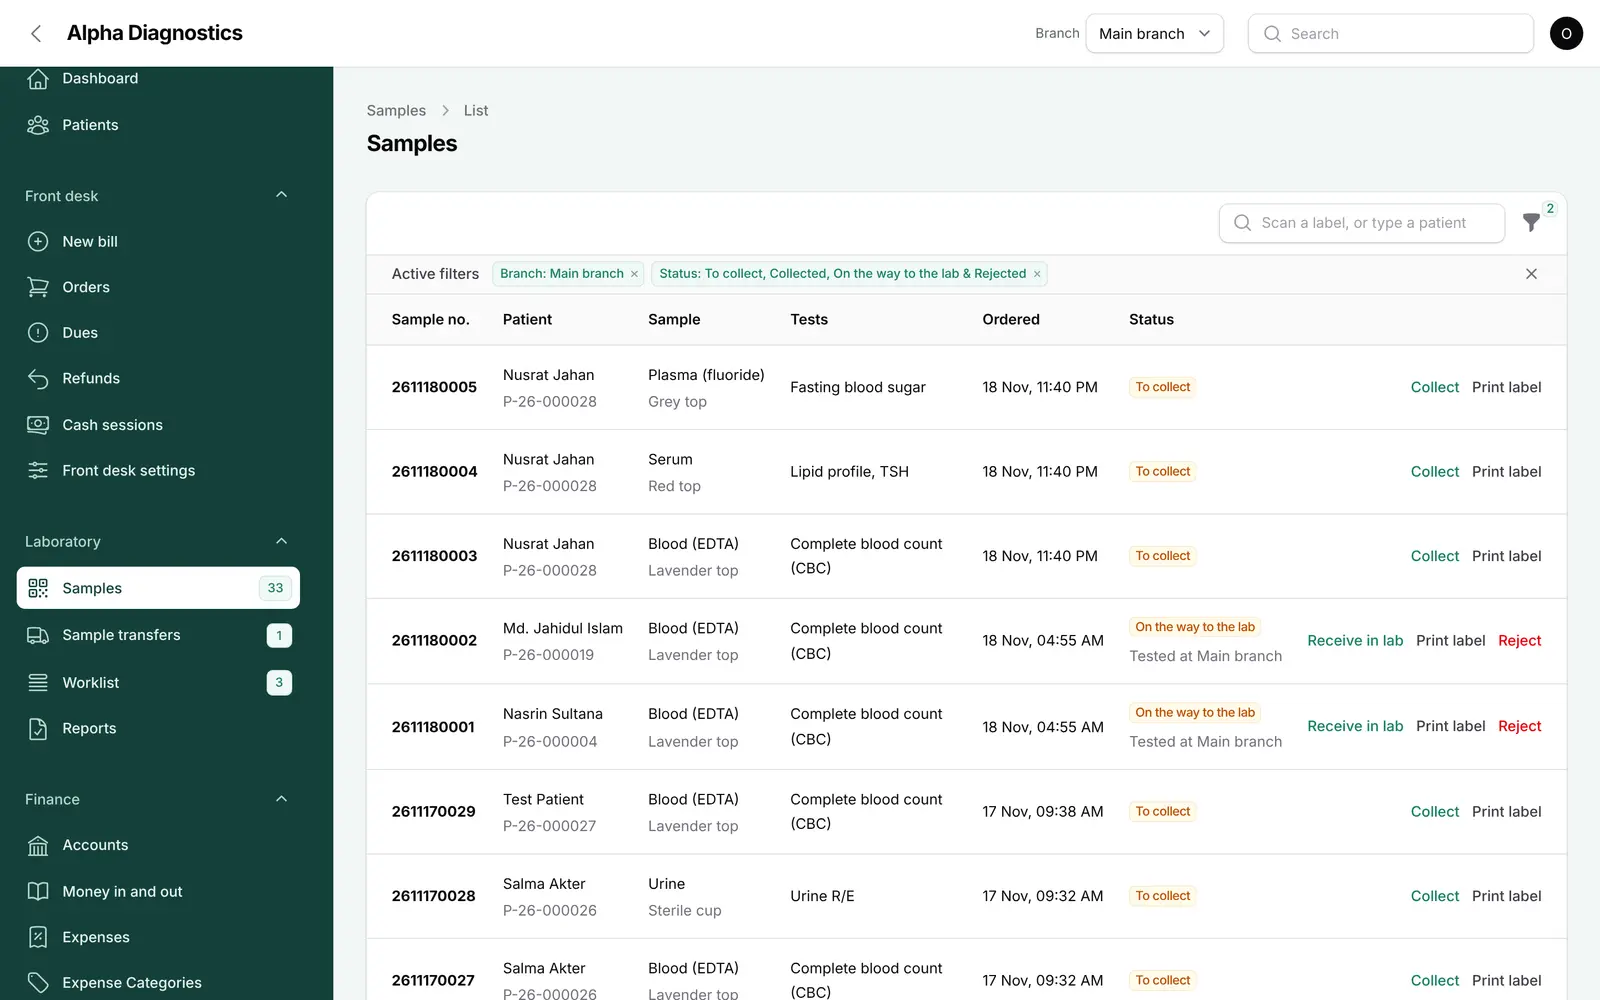 Alpha Diagnostics
Branch
Main branch
Search
O
Dashboard
Patients
Front desk
New bill
Orders
Dues
Refunds
Cash sessions
Front desk settings
Laboratory
Samples 33
Sample transfers 1
Worklist 3
Reports
Finance
Accounts
Money in and out
Expenses
Expense Categories
Samples > List
Samples
Scan a label, or type a patient
2
Active filters Branch: Main branch × Status: To collect, Collected, On the way to the lab & Rejected ×
Sample no. Patient Sample Tests Ordered Status
2611180005 Nusrat Jahan Plasma (fluoride) Fasting blood sugar 18 Nov, 11:40 PM To collect Collect Print label
P-26-000028 Grey top
2611180004 Nusrat Jahan Serum Lipid profile, TSH 18 Nov, 11:40 PM To collect Collect Print label
P-26-000028 Red top
2611180003 Nusrat Jahan Blood (EDTA) Complete blood count 18 Nov, 11:40 PM To collect Collect Print label
P-26-000028 Lavender top (CBC)
2611180002 Md. Jahidul Islam Blood (EDTA) Complete blood count 18 Nov, 04:55 AM On the way to the lab Receive in lab Print label Reject
P-26-000019 Lavender top (CBC) Tested at Main branch
2611180001 Nasrin Sultana Blood (EDTA) Complete blood count 18 Nov, 04:55 AM On the way to the lab Receive in lab Print label Reject
P-26-000004 Lavender top (CBC) Tested at Main branch
2611170029 Test Patient Blood (EDTA) Complete blood count 17 Nov, 09:38 AM To collect Collect Print label
P-26-000027 Lavender top (CBC)
2611170028 Salma Akter Urine Urine R/E 17 Nov, 09:32 AM To collect Collect Print label
P-26-000026 Sterile cup
2611170027 Salma Akter Blood (EDTA) Complete blood count 17 Nov, 09:32 AM To collect Collect Print label
P-26-000026 Lavender top (CBC)